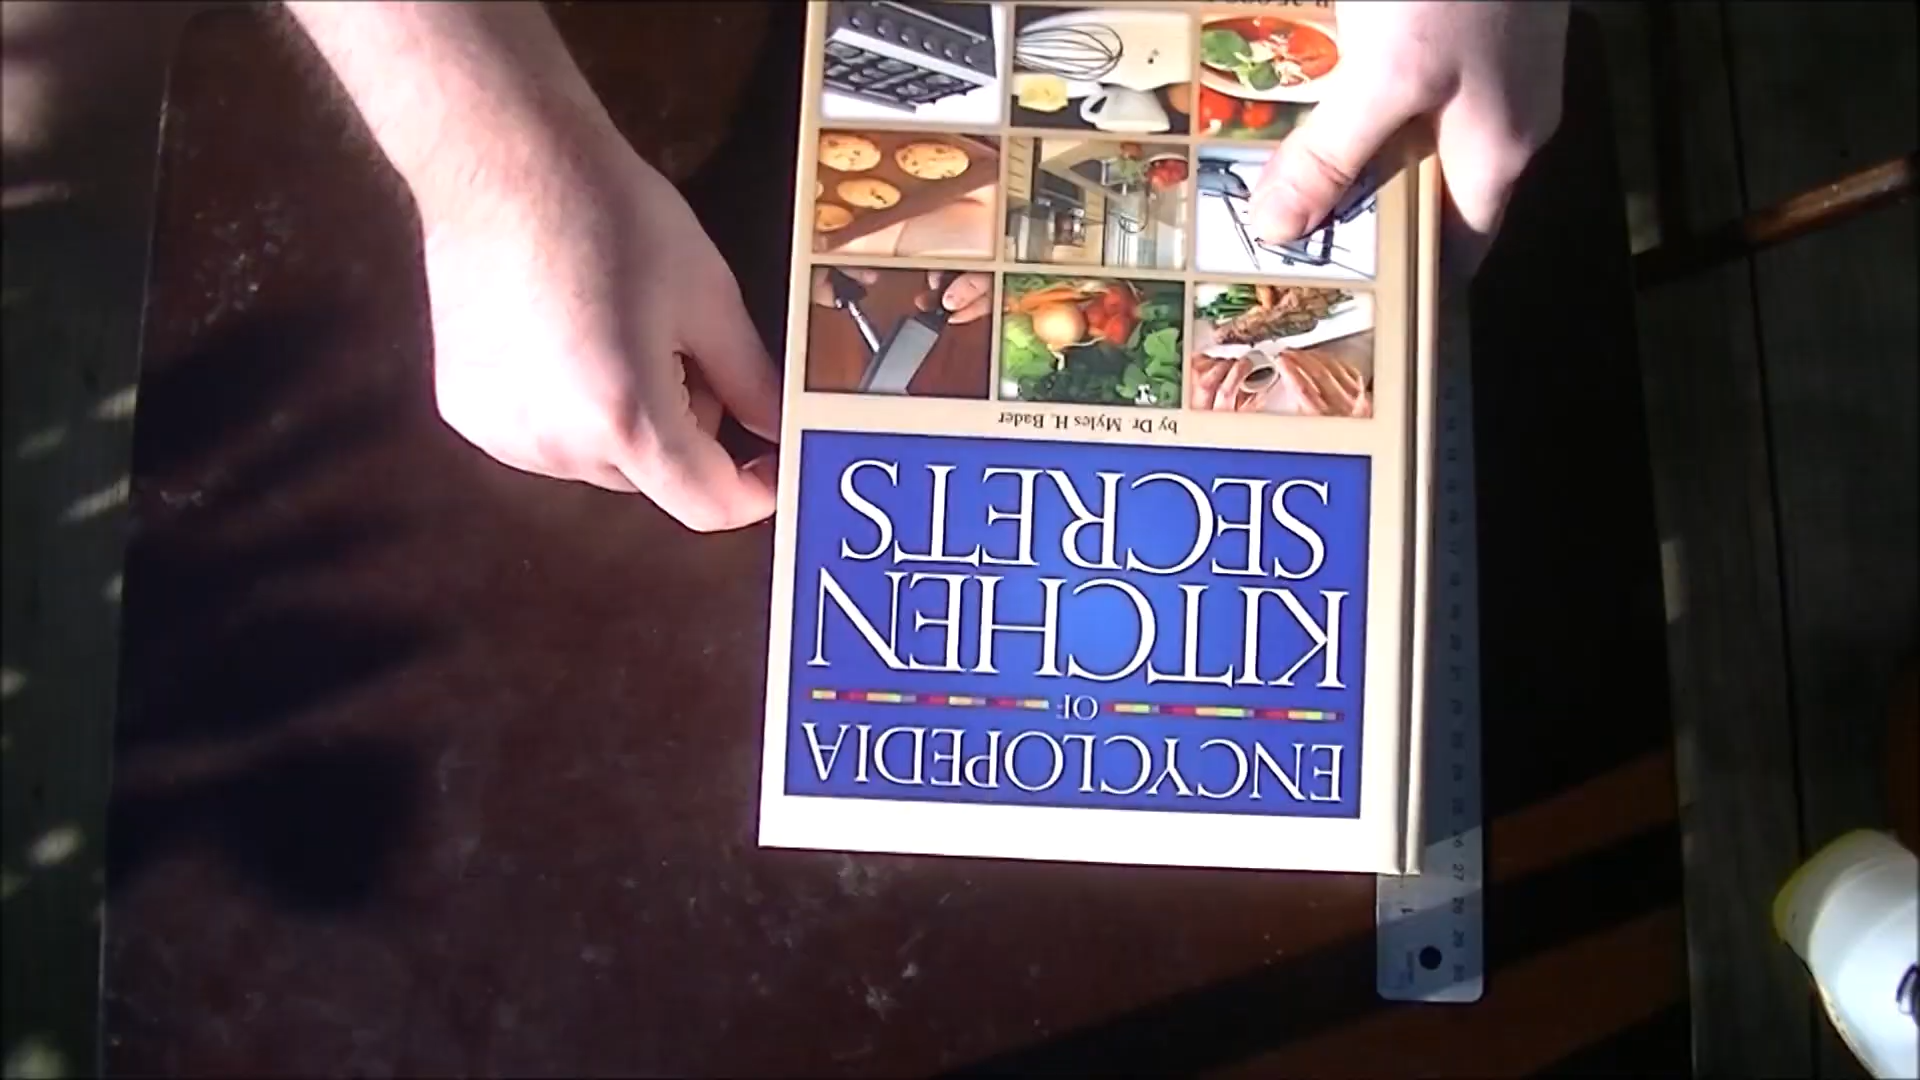 ENCYCLOPEDIA
OF
KITCHEN
SECRETS
by Dr. Myles H. Bader